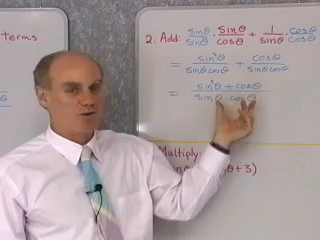 terms
2. Add: sinθ/sinθ · sinθ/cosθ + 1/sinθ · cosθ/cosθ
= sin²θ/sinθcosθ + cosθ/sinθcosθ
= sin²θ + cosθ/sinθ cosθ
Multiply
θ + 3)